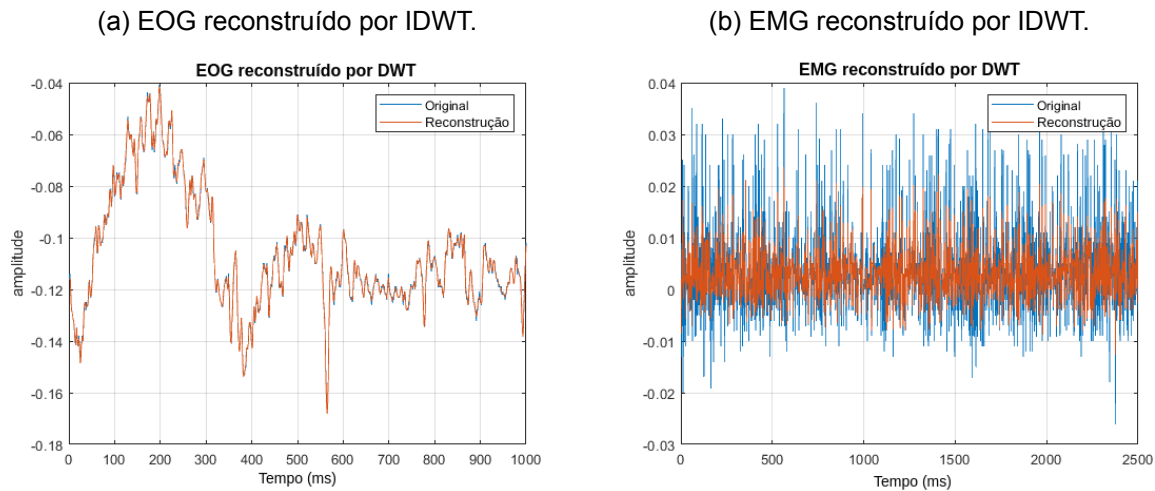 (a) EOG reconstruído por IDWT.
(b) EMG reconstruído por IDWT.
EOG reconstruído por DWT
Original
Reconstrução
amplitude
-0.04
-0.06
-0.08
-0.1
-0.12
-0.14
-0.16
-0.18
0 100 200 300 400 500 600 700 800 900 1000
Tempo (ms)
EMG reconstruído por DWT
Original
Reconstrução
amplitude
0.04
0.03
0.02
0.01
0
-0.01
-0.02
-0.03
0 500 1000 1500 2000 2500
Tempo (ms)